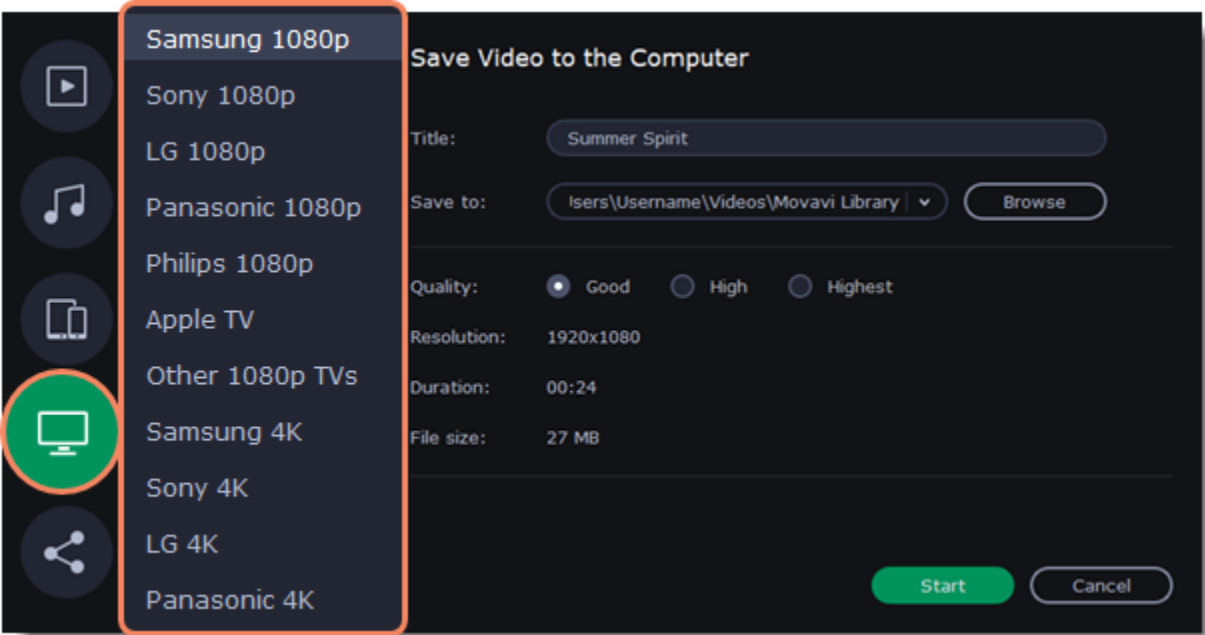 Samsung 1080p
Sony 1080p
LG 1080p
Panasonic 1080p
Philips 1080p
Apple TV
Other 1080p TVs
Samsung 4K
Sony 4K
LG 4K
Panasonic 4K
Save Video to the Computer
Title: Summer Spirit
Save to: sers\Username\Videos\Movavi Library Browse
Quality: Good High Highest
Resolution: 1920x1080
Duration: 00:24
File size: 27 MB
Start Cancel